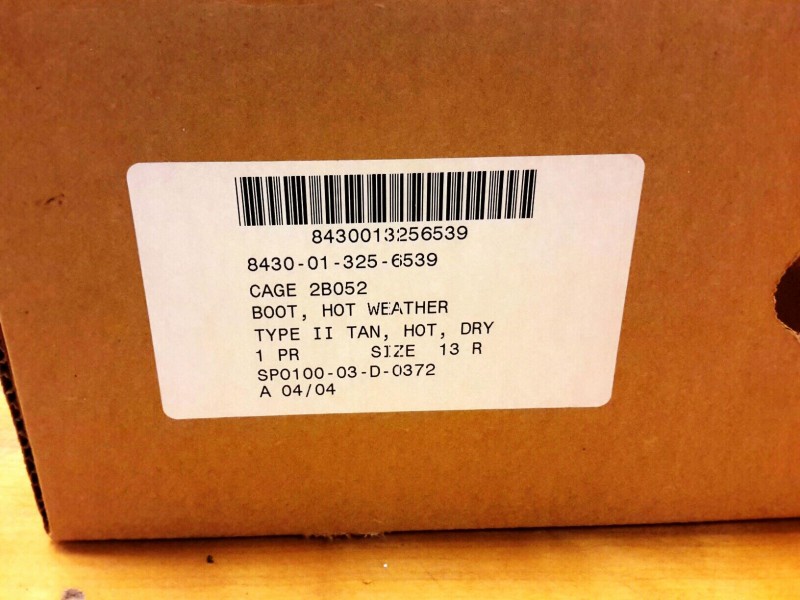 8430013256539
8430-01-325-6539
CAGE 2B052
BOOT, HOT WEATHER
TYPE II TAN, HOT, DRY
1 PR SIZE 13 R
SPO100-03-D-0372
A 04/04